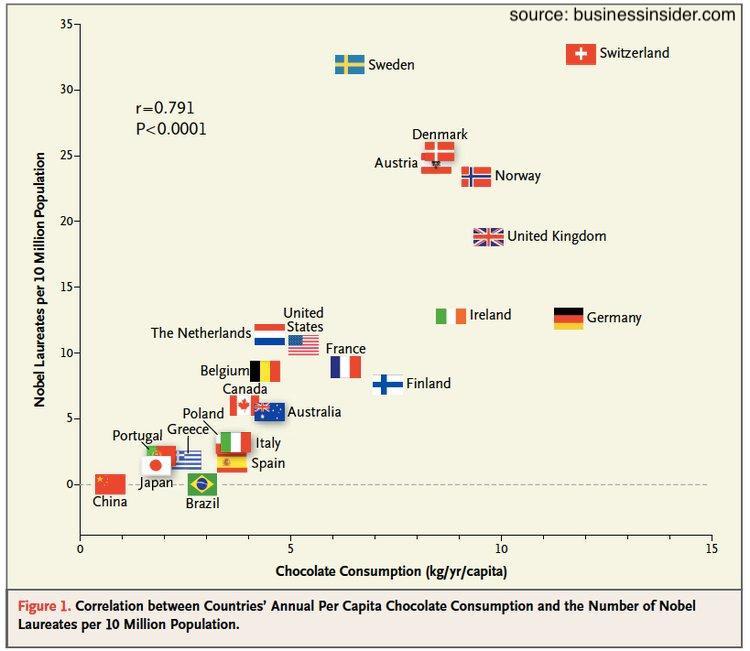 source: businessinsider.com
35
30
25
20
15
10
5
0
Nobel Laureates per 10 Million Population
r=0.791
P<0.0001
Sweden
Switzerland
Denmark
Austria
Norway
United Kingdom
Ireland
Germany
United
States
The Netherlands
France
Belgium
Finland
Canada
Australia
Poland
Portugal
Greece
Italy
Spain
Japan
China
Brazil
0
5
10
15
Chocolate Consumption (kg/yr/capita)
Figure 1. Correlation between Countries' Annual Per Capita Chocolate Consumption and the Number of Nobel
Laureates per 10 Million Population.